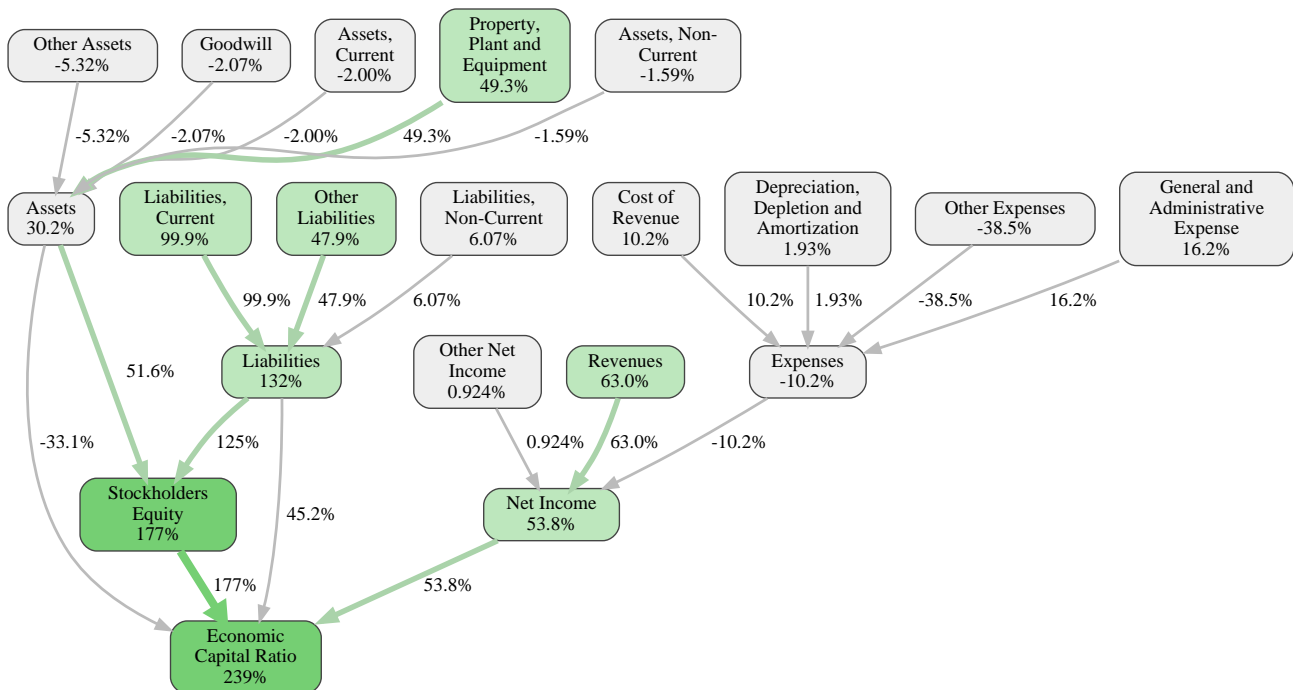 Other Assets
-5.32%
Goodwill
-2.07%
Assets,
Current
-2.00%
Property,
Plant and
Equipment
49.3%
Assets, Non-
Current
-1.59%
-5.32%
-2.07%
-2.00%
49.3%
-1.59%
Assets
30.2%
Liabilities,
Current
99.9%
Other
Liabilities
47.9%
Liabilities,
Non-Current
6.07%
Cost of
Revenue
10.2%
Depreciation,
Depletion and
Amortization
1.93%
Other Expenses
-38.5%
General and
Administrative
Expense
16.2%
99.9%
47.9%
6.07%
10.2%
1.93%
-38.5%
16.2%
51.6%
Liabilities
132%
Other Net
Income
0.924%
Revenues
63.0%
Expenses
-10.2%
-33.1%
125%
0.924%
63.0%
-10.2%
Stockholders
Equity
177%
45.2%
Net Income
53.8%
177%
53.8%
Economic
Capital Ratio
239%